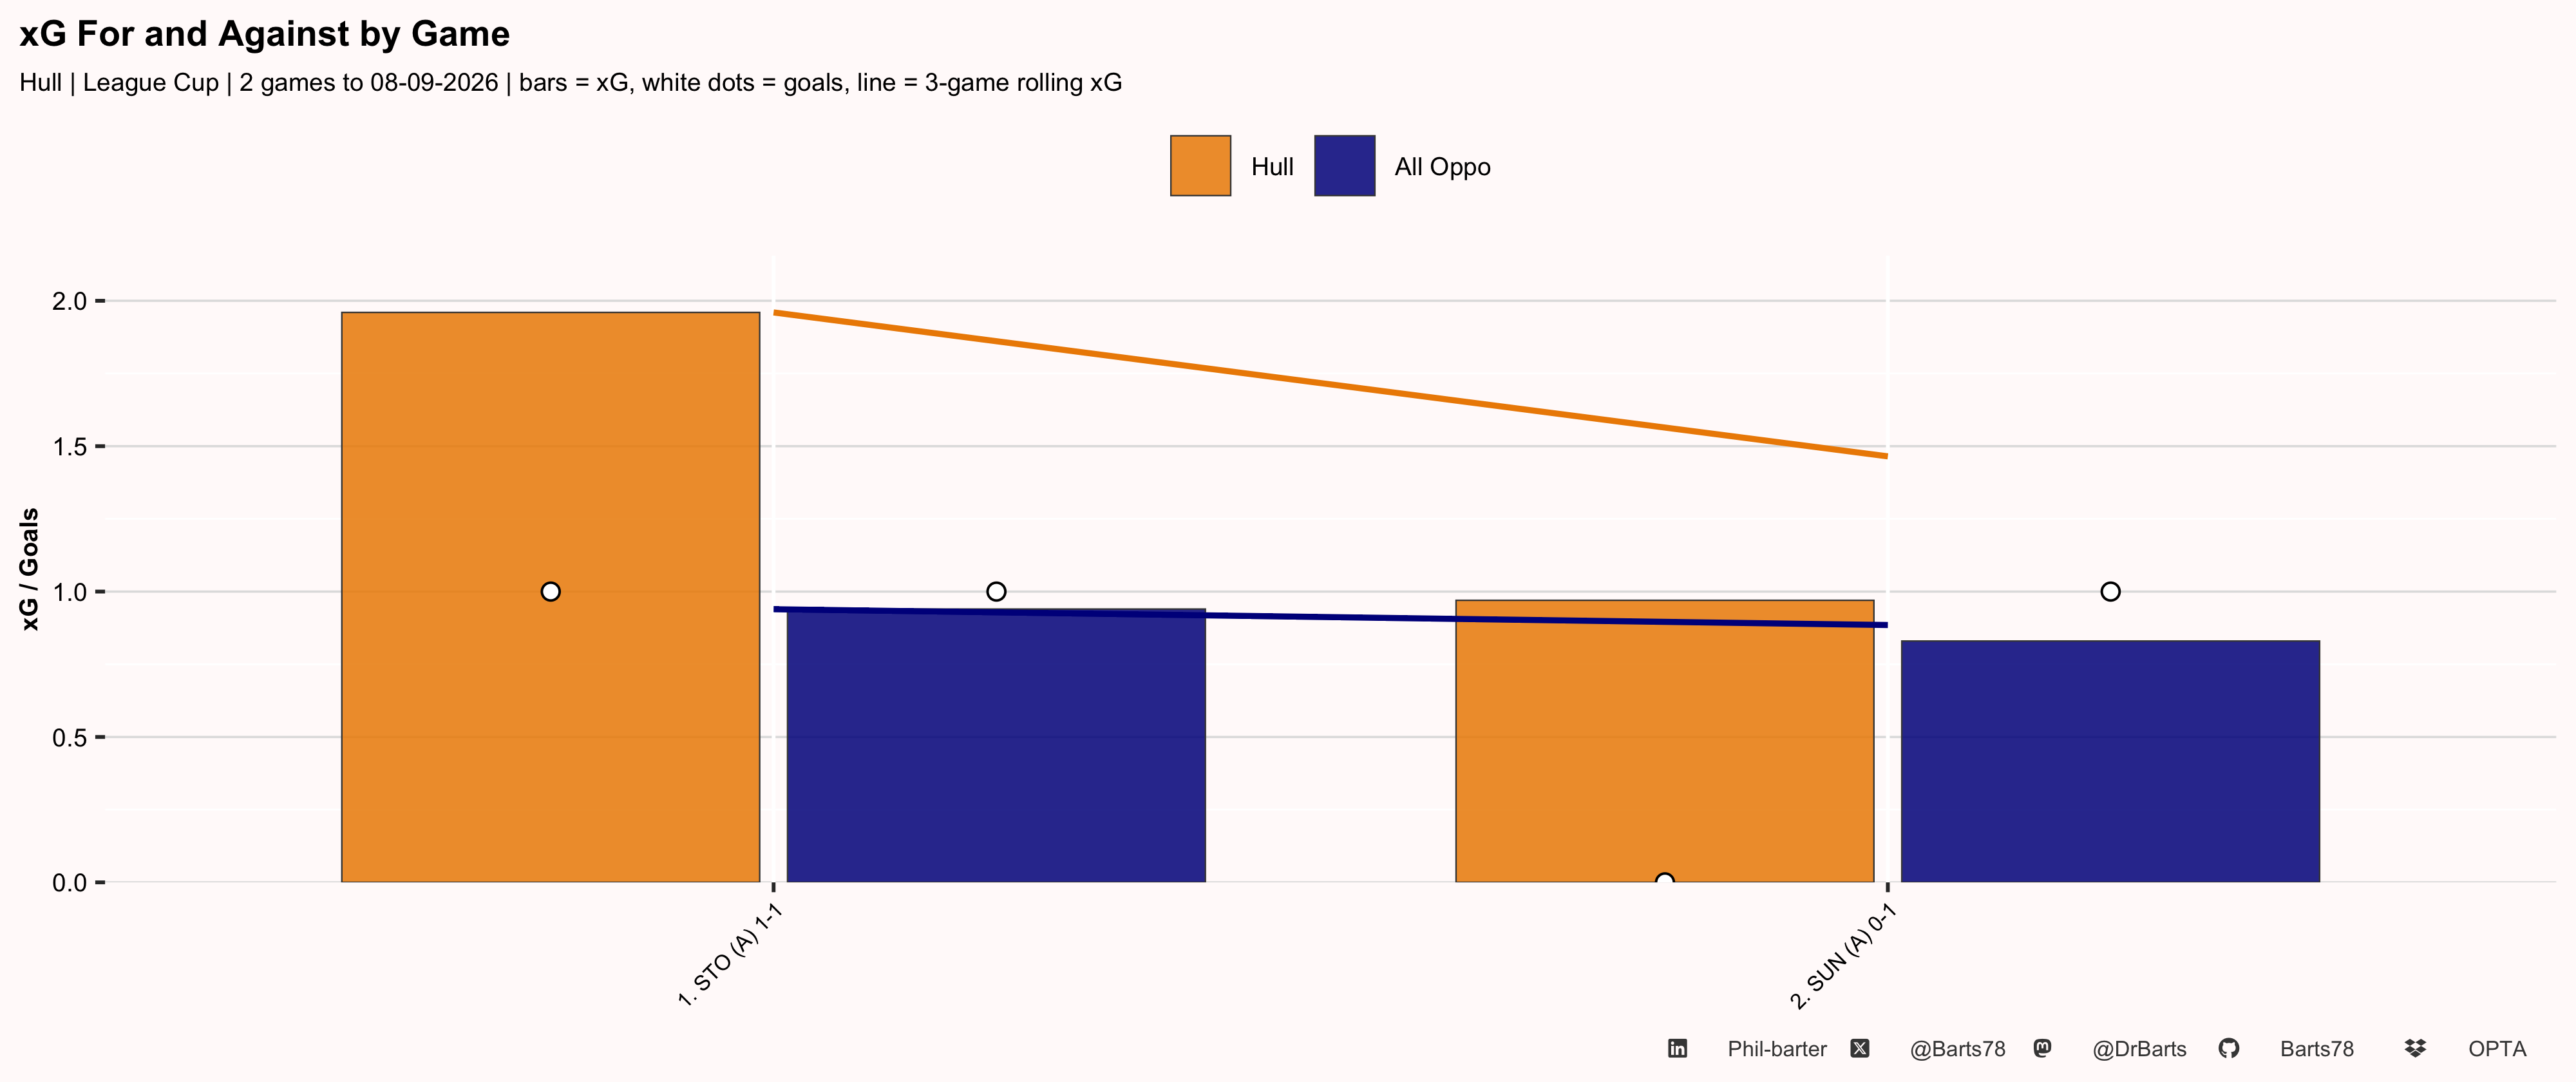 xG For and Against by Game
Hull | League Cup | 2 games to 08-09-2026 | bars = xG, white dots = goals, line = 3-game rolling xG
Hull All Oppo
xG / Goals
2.0
1.5
1.0
0.5
0.0
1. STO (A) 1-1
2. SUN (A) 0-1
Phil-barter @Barts78 @DrBarts Barts78 OPTA